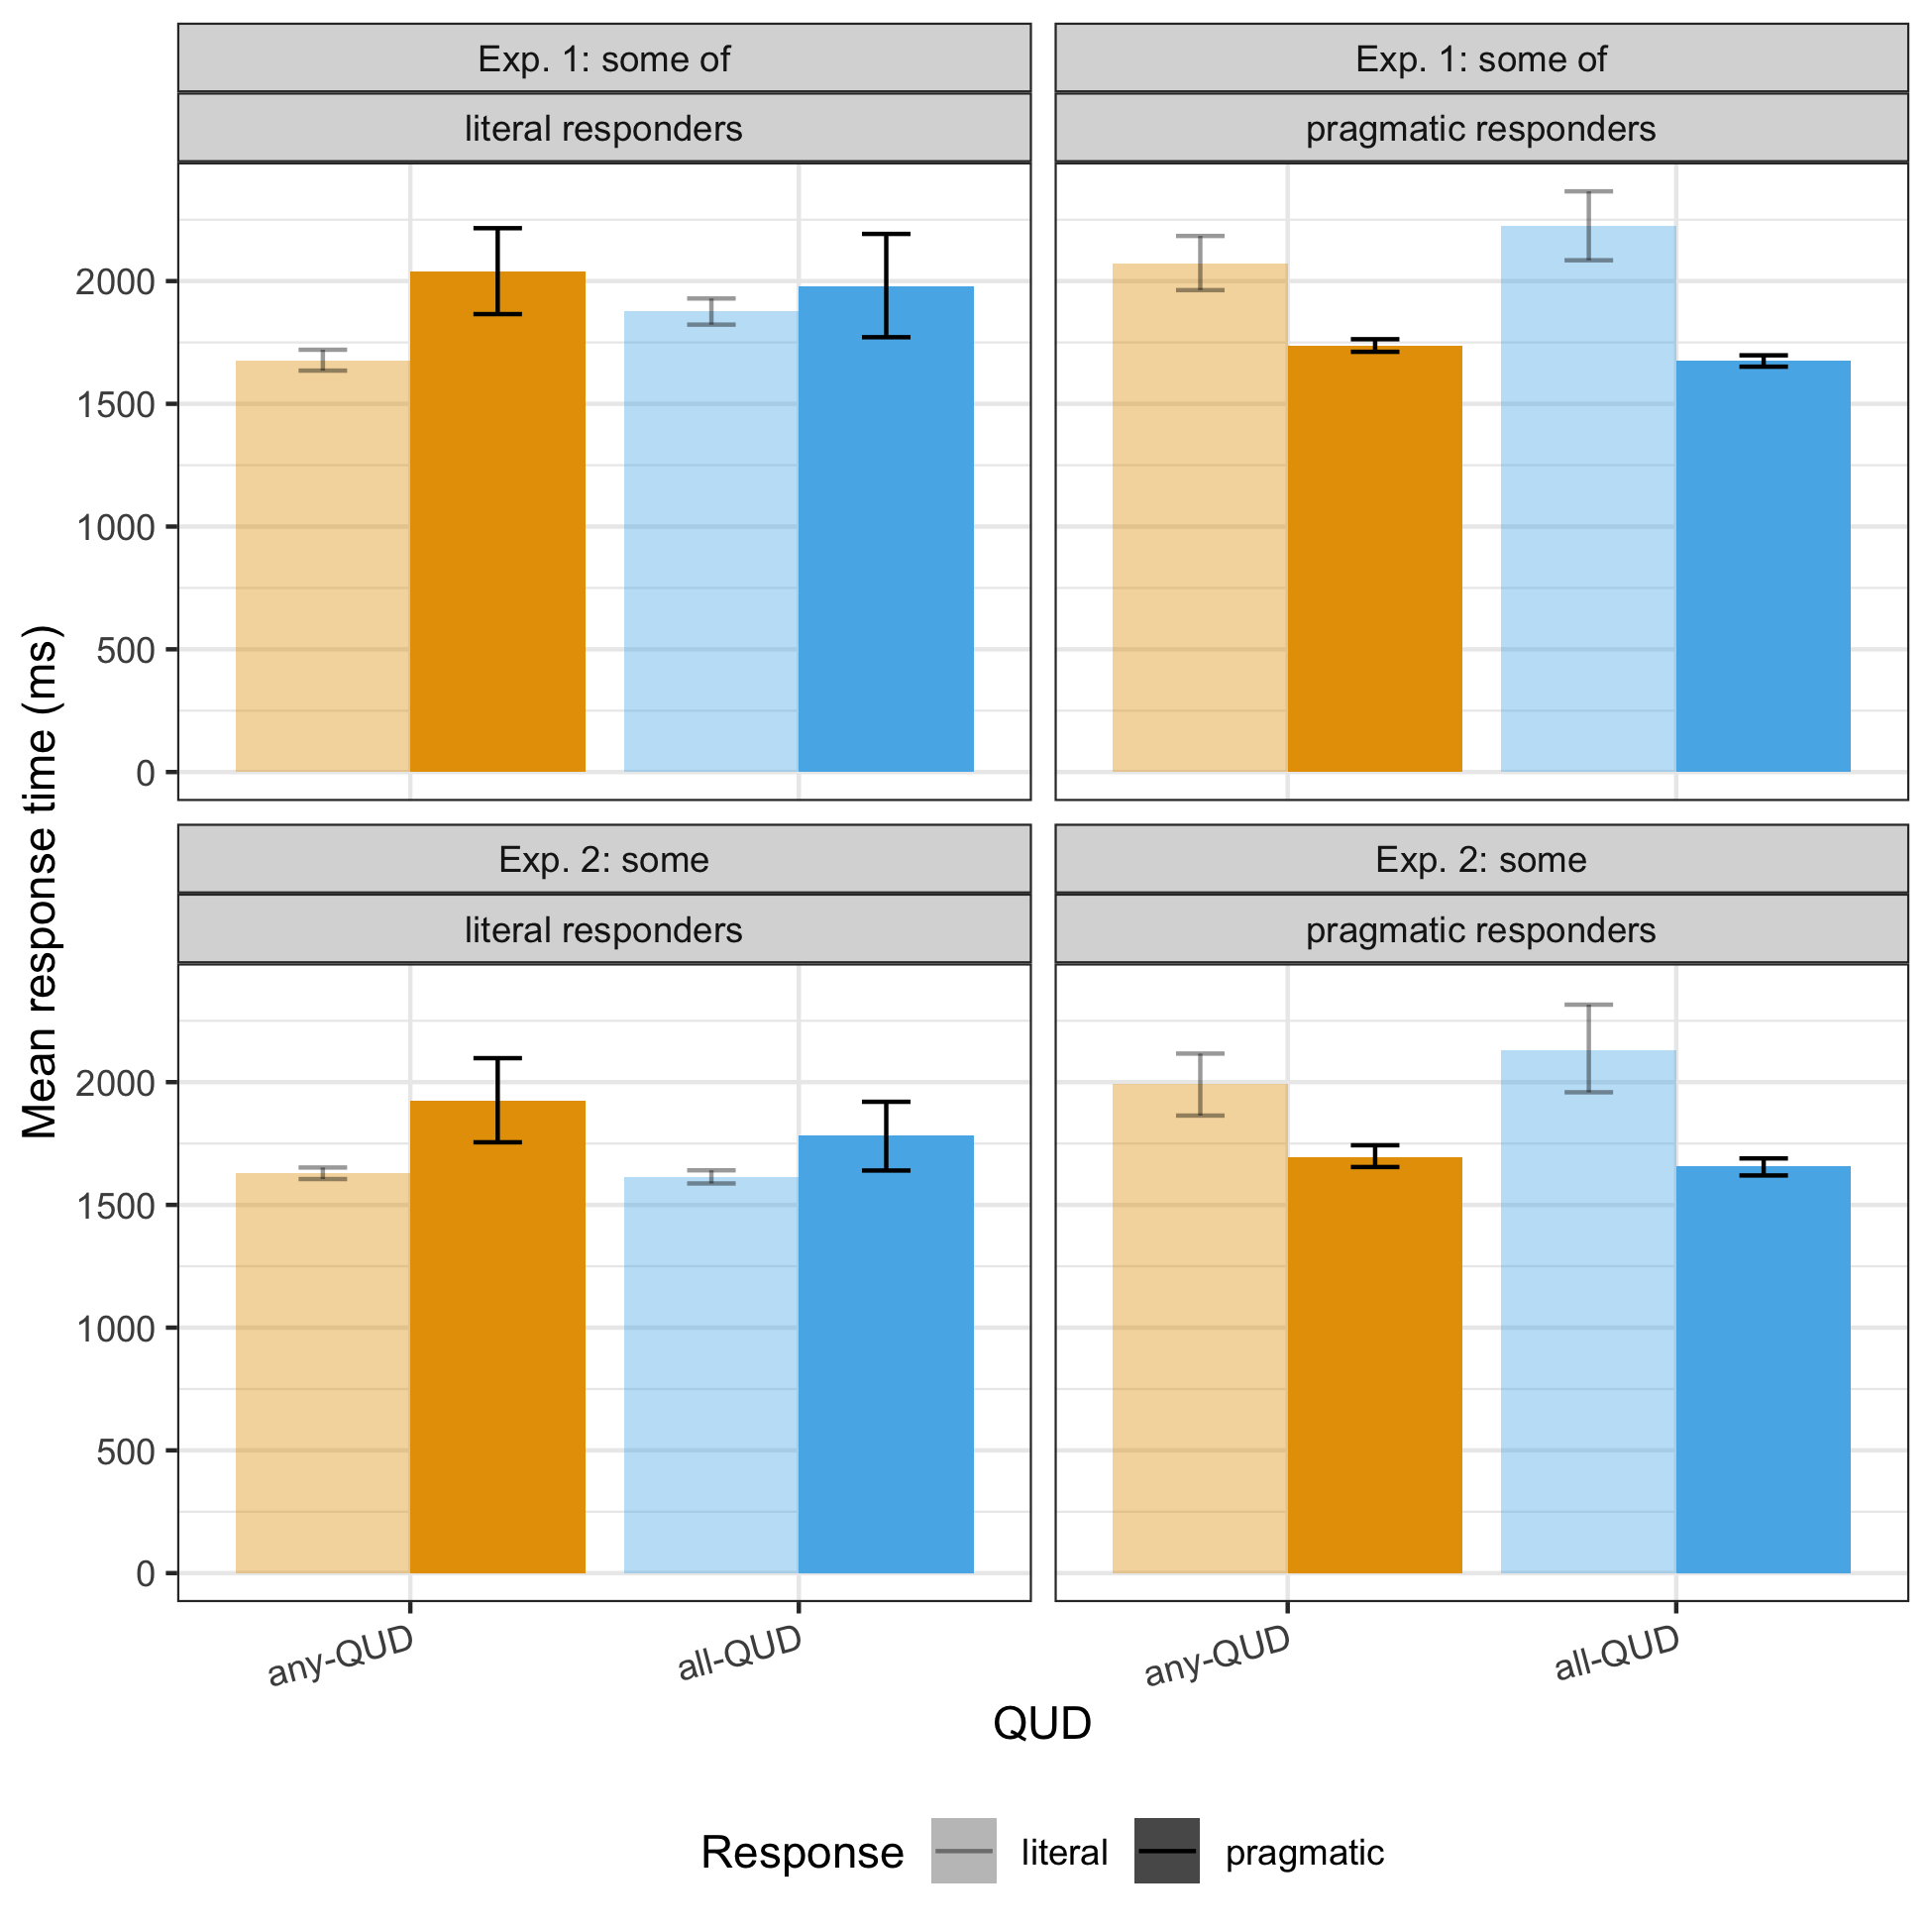 Exp. 1: some of
Exp. 1: some of
literal responders
pragmatic responders
2000
1500
1000
500
0
Mean response time (ms)
Exp. 2: some
Exp. 2: some
literal responders
pragmatic responders
2000
1500
1000
500
0
any-QUD
all-QUD
any-QUD
all-QUD
QUD
Response
literal
pragmatic